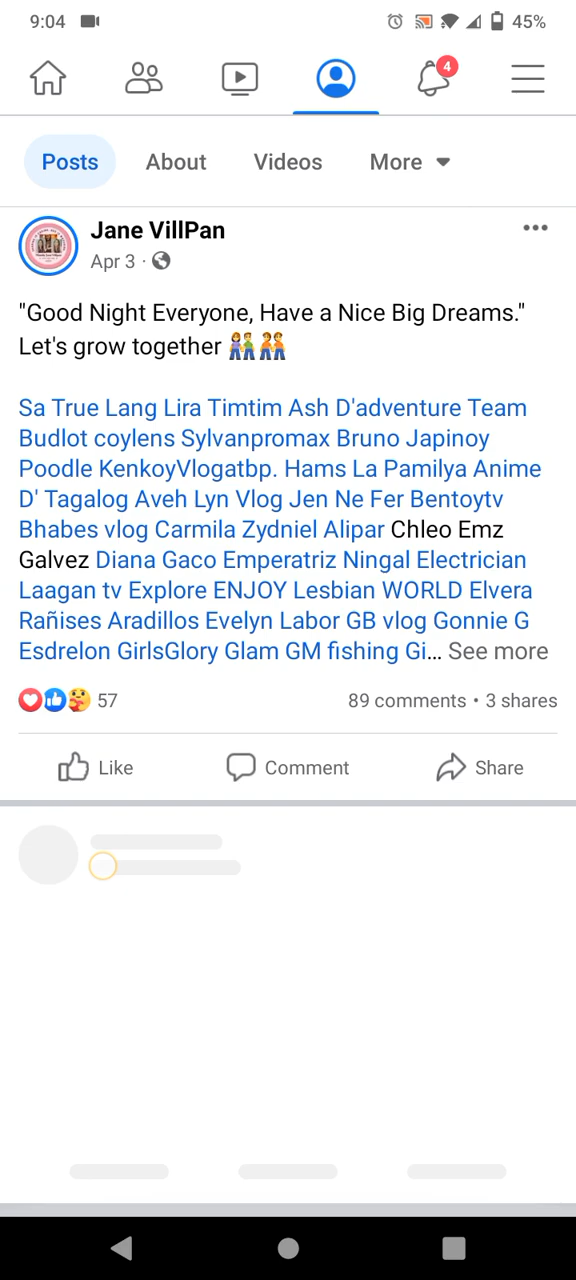 9:04
45%
4
Posts
About
Videos
More
Jane VillPan
Apr 3 ·
"Good Night Everyone, Have a Nice Big Dreams."
Let's grow together
Sa True Lang Lira Timtim Ash D'adventure Team
Budlot coylens Sylvanpromax Bruno Japinoy
Poodle KenkoyVlogatbp. Hams La Pamilya Anime
D' Tagalog Aveh Lyn Vlog Jen Ne Fer Bentoytv
Bhabes vlog Carmila Zydniel Alipar Chleo Emz
Galvez Diana Gaco Emperatriz Ningal Electrician
Laagan tv Explore ENJOY Lesbian WORLD Elvera
Rañises Aradillos Evelyn Labor GB vlog Gonnie G
Esdrelon GirlsGlory Glam GM fishing Gi... See more
57
89 comments • 3 shares
Like
Comment
Share